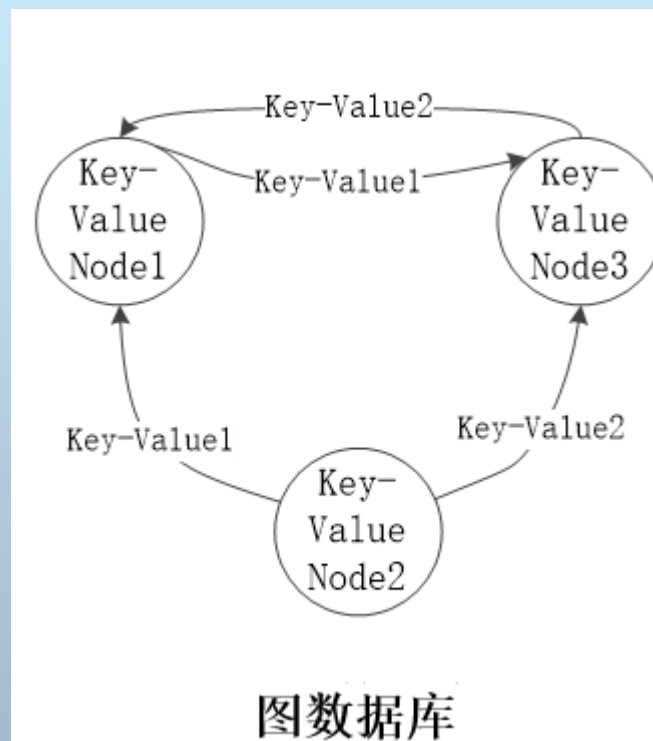 Key-Value2
Key-Value1
Key-
Value
Node1
Key-
Value
Node3
Key-Value1
Key-Value2
Key-
Value
Node2
图数据库